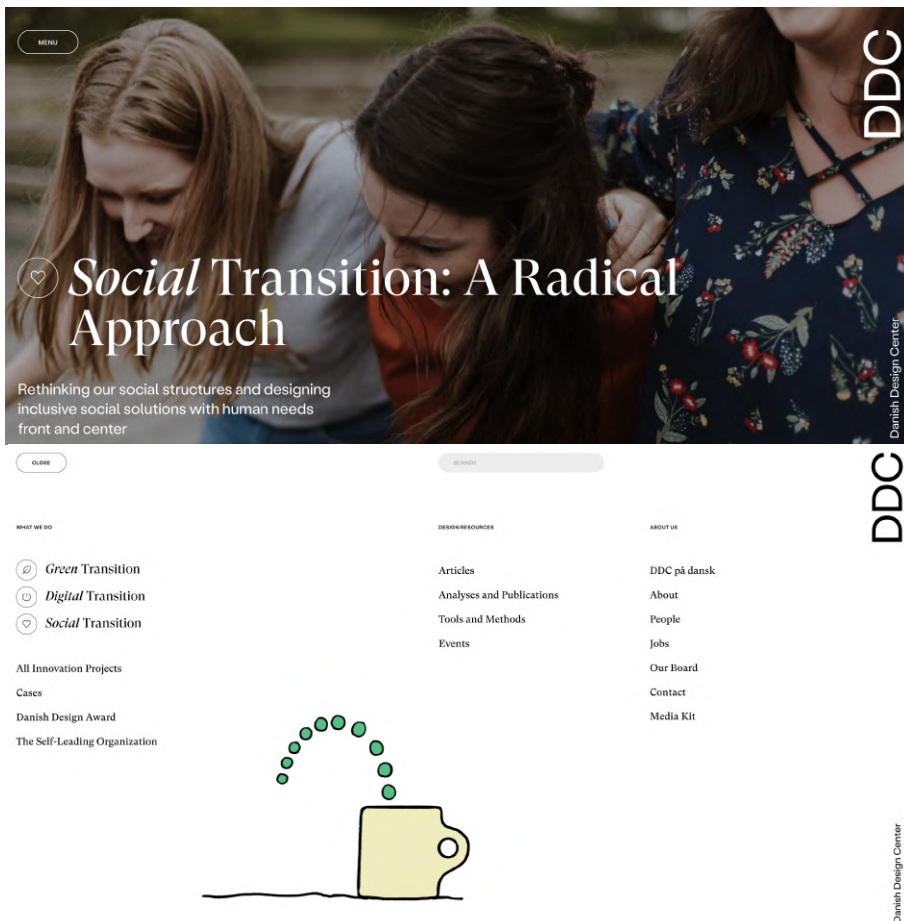 MENU
DDC
Social Transition: A Radical
Approach
Rethinking our social structures and designing
inclusive social solutions with human needs
front and center
Danish Design Center
CLOSE
SEARCH
DDC
WHAT WE DO
Green Transition
Digital Transition
Social Transition
All Innovation Projects
Cases
Danish Design Award
The Self-Leading Organization
DESIGN RESOURCES
Articles
Analyses and Publications
Tools and Methods
Events
ABOUT US
DDC på dansk
About
People
Jobs
Our Board
Contact
Media Kit
Danish Design Center